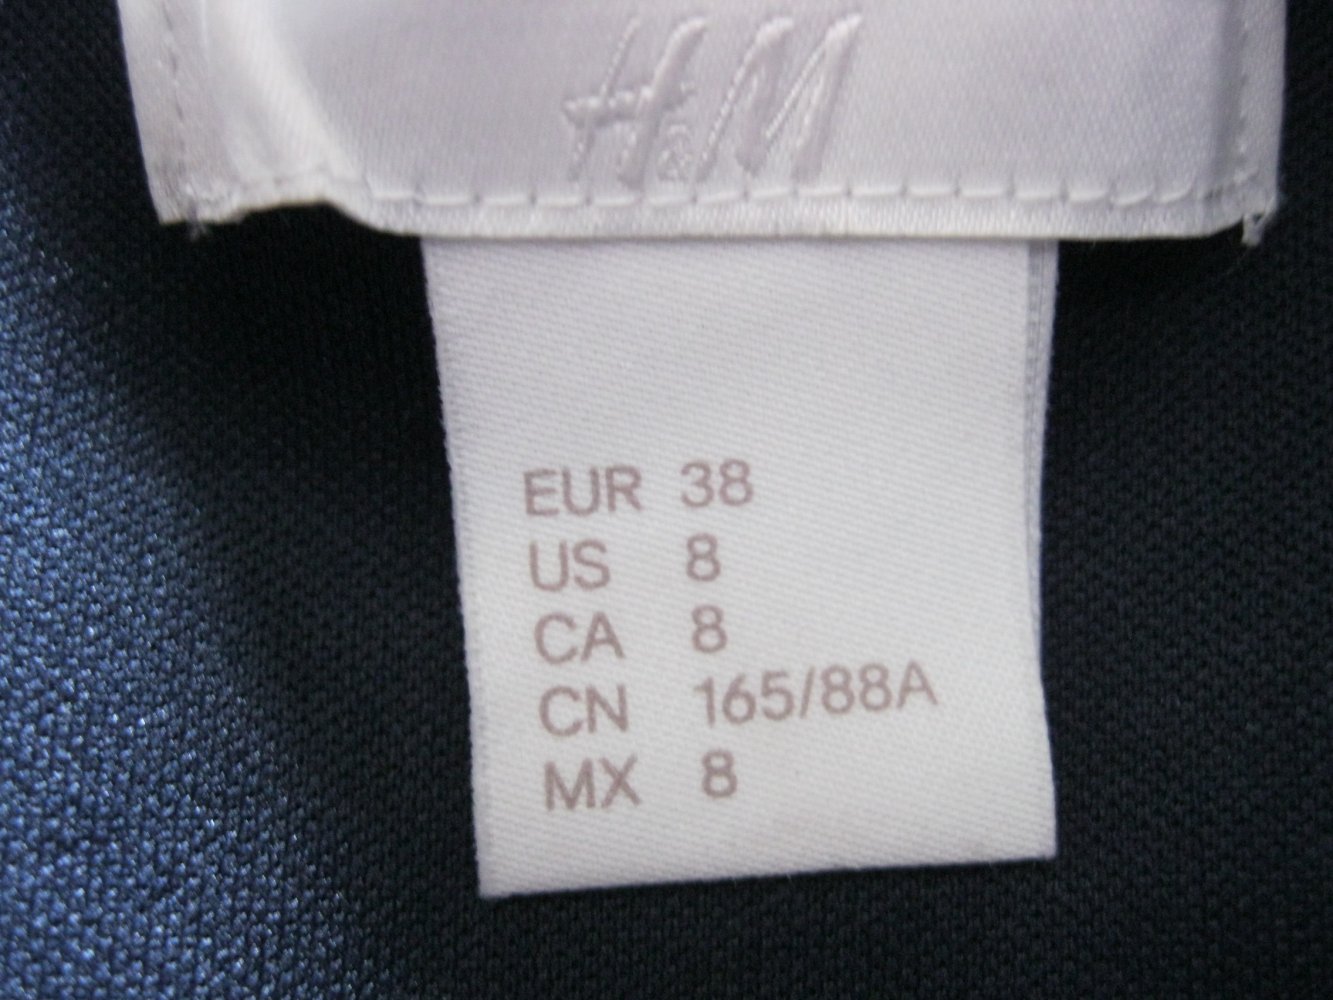 H&M
EUR 38
US 8
CA 8
CN 165/88A
MX 8